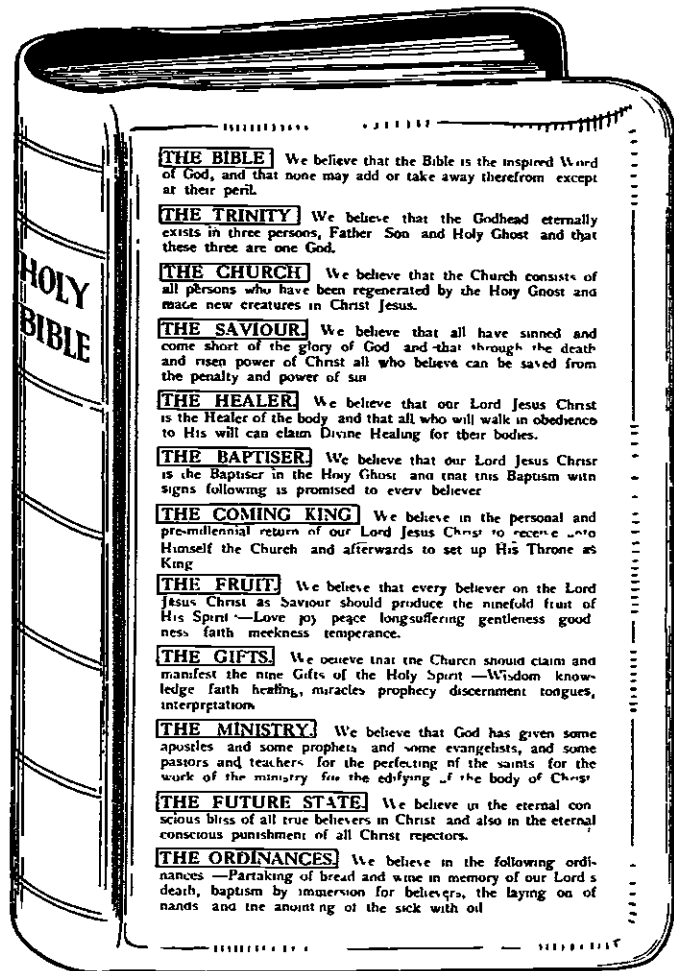 HOLY
BIBLE
THE BIBLE We believe that the Bible is the inspired Word
of God, and that none may add or take away therefrom except
at their peril.
THE TRINITY We believe that the Godhead eternally
exists in three persons, Father Son and Holy Ghost and that
these three are one God.
THE CHURCH We believe that the Church consists of
all persons who have been regenerated by the Holy Ghost and
made new creatures in Christ Jesus.
THE SAVIOUR. We believe that all have sinned and
come short of the glory of God and that through the death
and risen power of Christ all who believe can be saved from
the penalty and power of sin
THE HEALER. We believe that our Lord Jesus Christ
is the Healer of the body and that all who will walk in obedience
to His will can claim Divine Healing for their bodies.
THE BAPTISER. We believe that our Lord Jesus Christ
is the Baptiser in the Holy Ghost and that this Baptism with
signs following is promised to every believer
THE COMING KING We believe in the personal and
pre-millennial return of our Lord Jesus Christ to receive unto
Himself the Church and afterwards to set up His Throne as
King
THE FRUIT. We believe that every believer on the Lord
Jesus Christ as Saviour should produce the ninefold fruit of
His Spirit —Love joy peace longsuffering gentleness good
ness faith meekness temperance.
THE GIFTS. We believe that the Church should claim and
manifest the nine Gifts of the Holy Spirit —Wisdom know-
ledge faith healing, miracles prophecy discernment tongues,
interpretation
THE MINISTRY. We believe that God has given some
apostles and some prophets and some evangelists, and some
pastors and teachers for the perfecting of the saints for the
work of the ministry for the edifying of the body of Christ
THE FUTURE STATE. We believe in the eternal con
scious bliss of all true believers in Christ and also in the eternal
conscious punishment of all Christ rejectors.
THE ORDINANCES. We believe in the following ordi-
nances —Partaking of bread and wine in memory of our Lord s
death, baptism by immersion for believers, the laying on of
hands and the anointing of the sick with oil